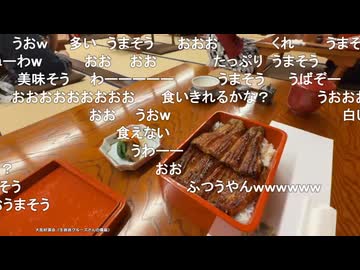 うおw 多い うまそう おおお くれー うまそう
ねーわw おお おお たっぷり うまそう
美味そう わーーーーー うまそう うばぞー
おおおおおおおおお 食いきれるかな? うおお
おお うおw 白い
食えない
うわーー
? おお
そう ふつうやんwwwwww
おうまそう